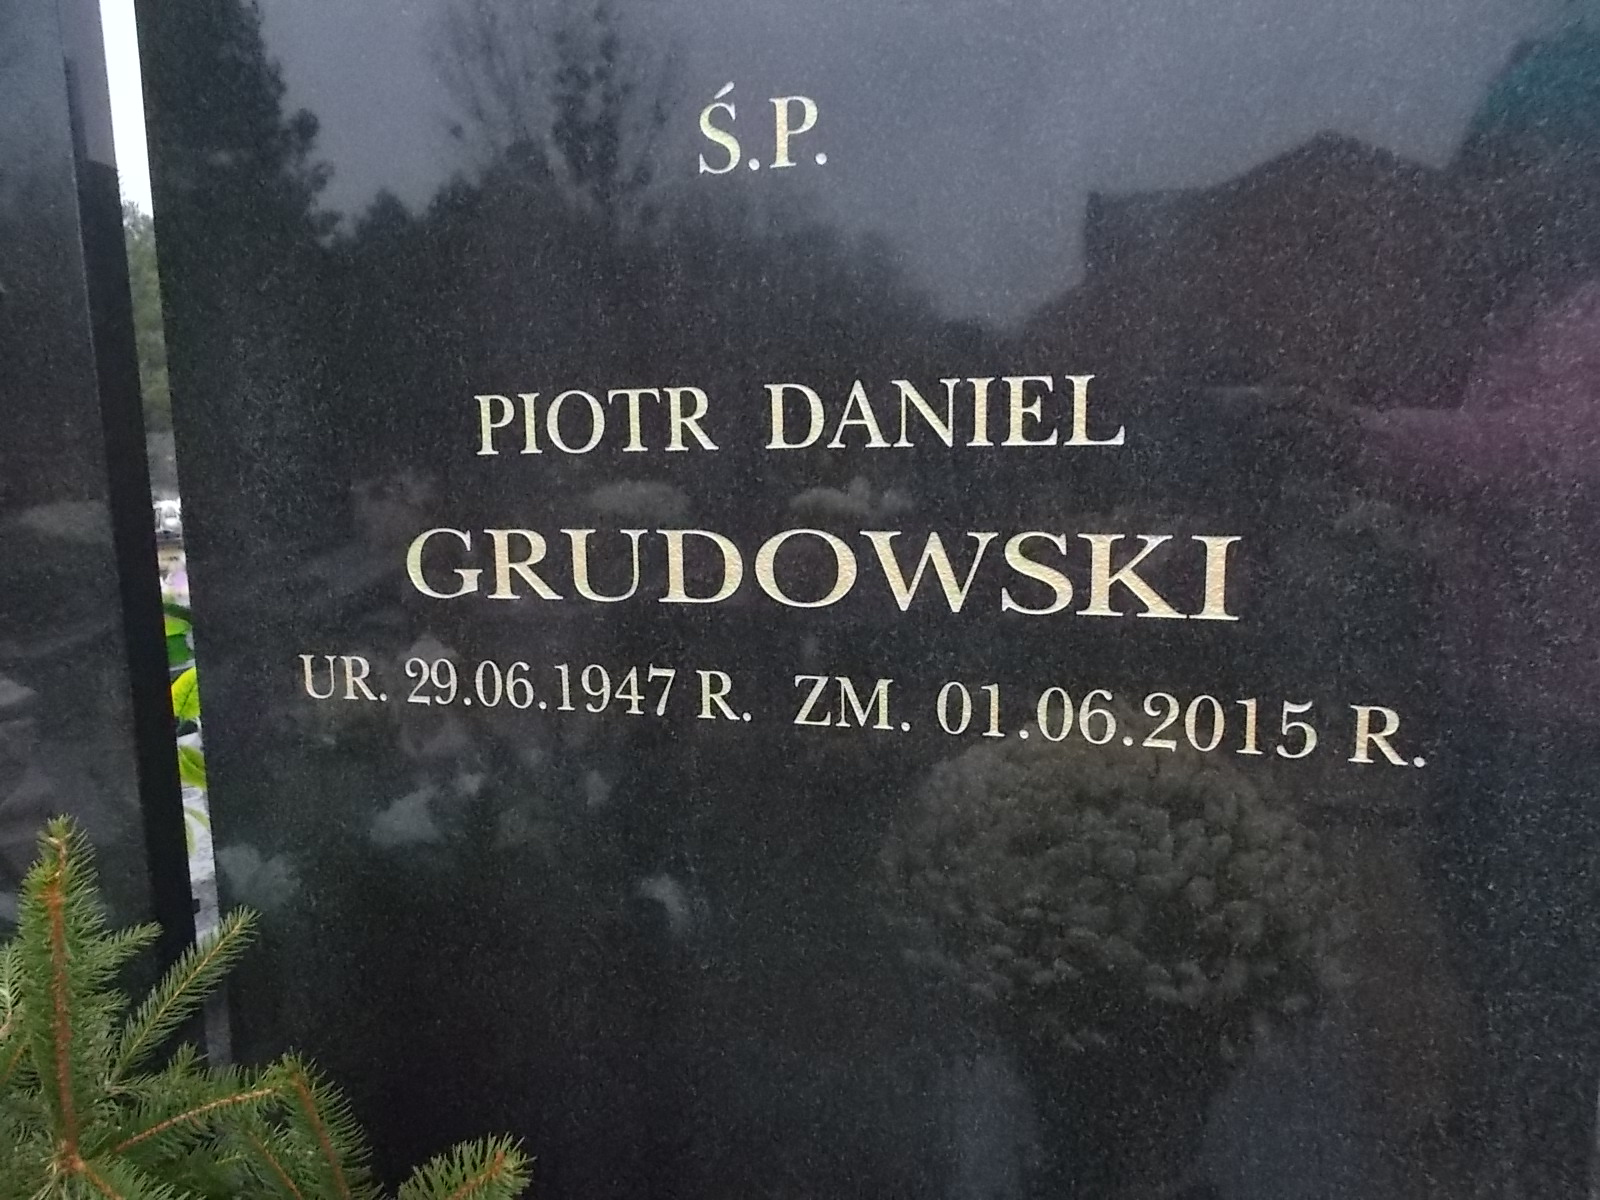 Ś.P.
PIOTR DANIEL
GRUDOWSKI
UR. 29.06.1947 R. ZM. 01.06.2015 R.